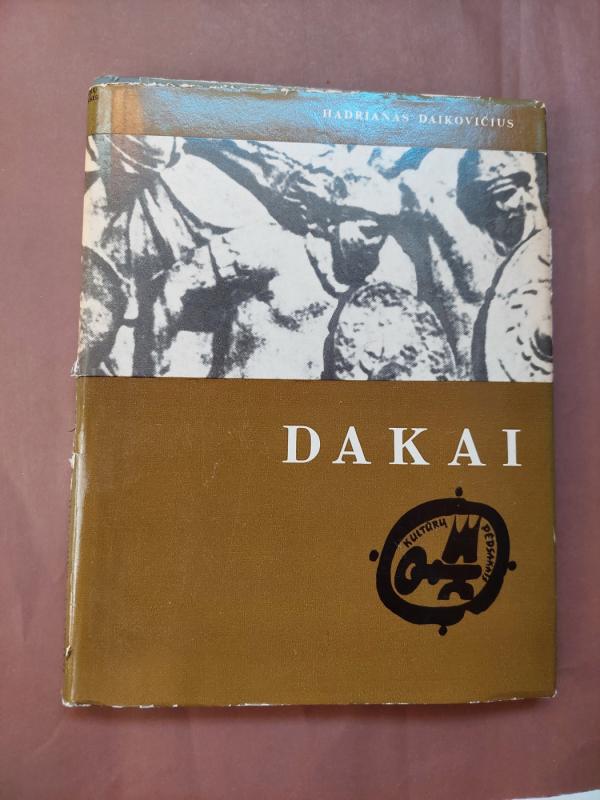 HADRIANAS DAIKOVIČIUS
DAKAI
KULTŪRŲ
PĖDSAKAIS